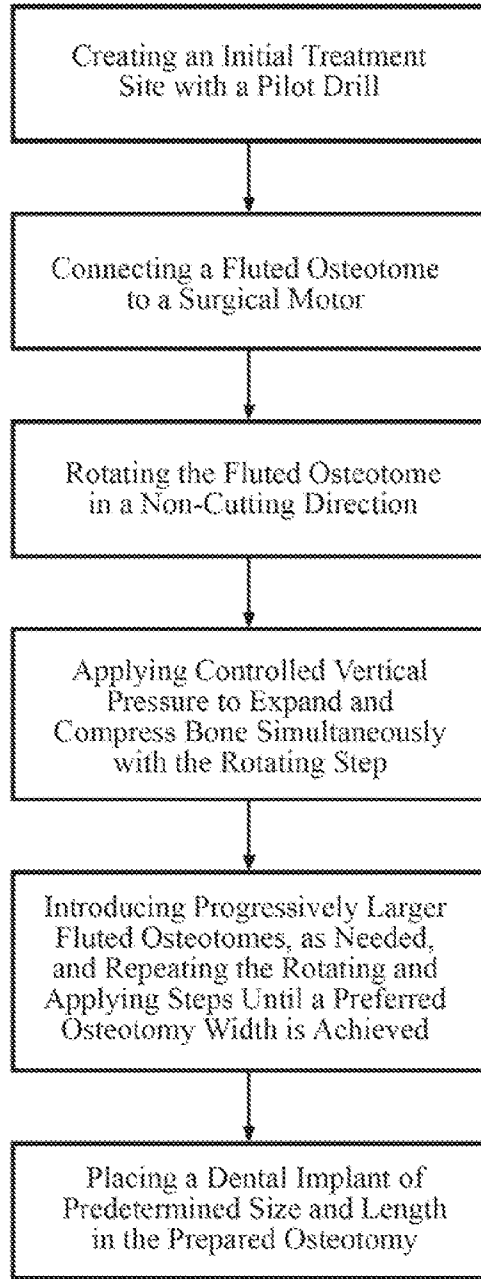 Creating an Initial Treatment
Site with a Pilot Drill
Connecting a Fluted Osteotome
to a Surgical Motor
Rotating the Fluted Osteotome
in a Non-Cutting Direction
Applying Controlled Vertical
Pressure to Expand and
Compress Bone Simultaneously
with the Rotating Step
Introducing Progressively Larger
Fluted Osteotomes, as Needed,
and Repeating the Rotating and
Applying Steps Until a Preferred
Osteotomy Width is Achieved
Placing a Dental Implant of
Predetermined Size and Length
in the Prepared Osteotomy